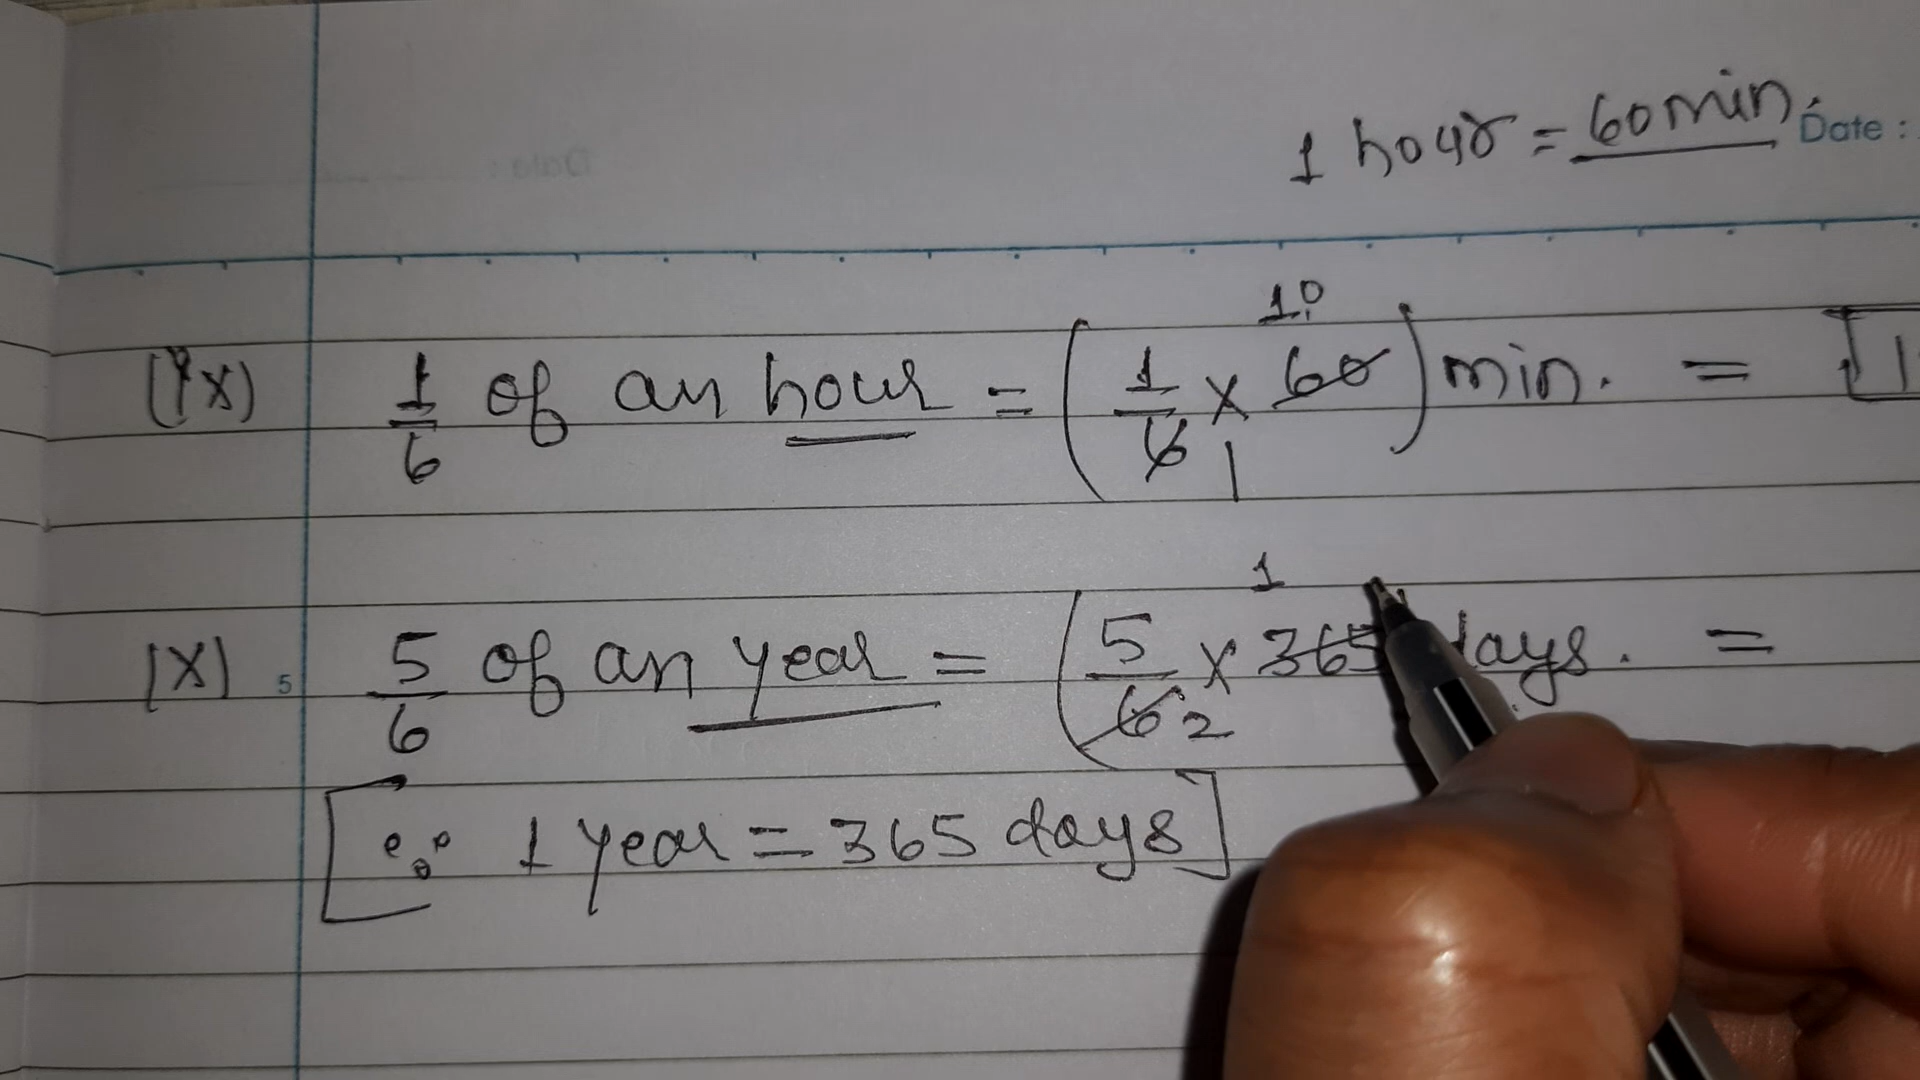 1 hour = 60 min. Date :
10
(ix) 1/6 of an hour = (1/6 × 60) min. =
1
1
(x) 5 5/6 of an year = (5/6 × 365 days. =
2
[∵ 1 year = 365 days]